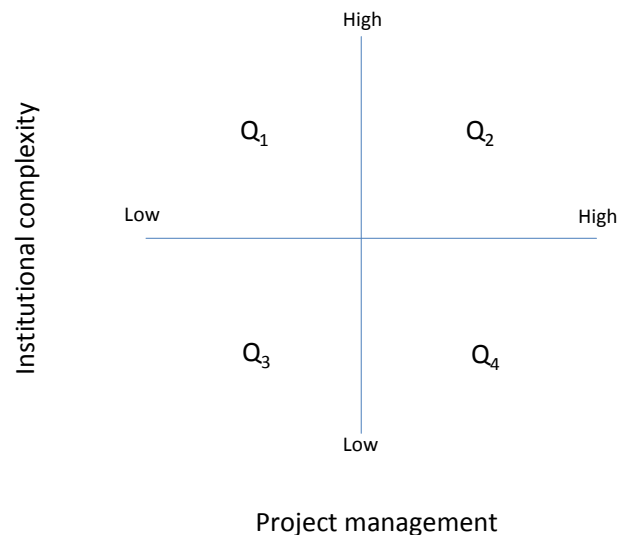 High
Institutional complexity
Q1 Q2
Low High
Q3 Q4
Low
Project management